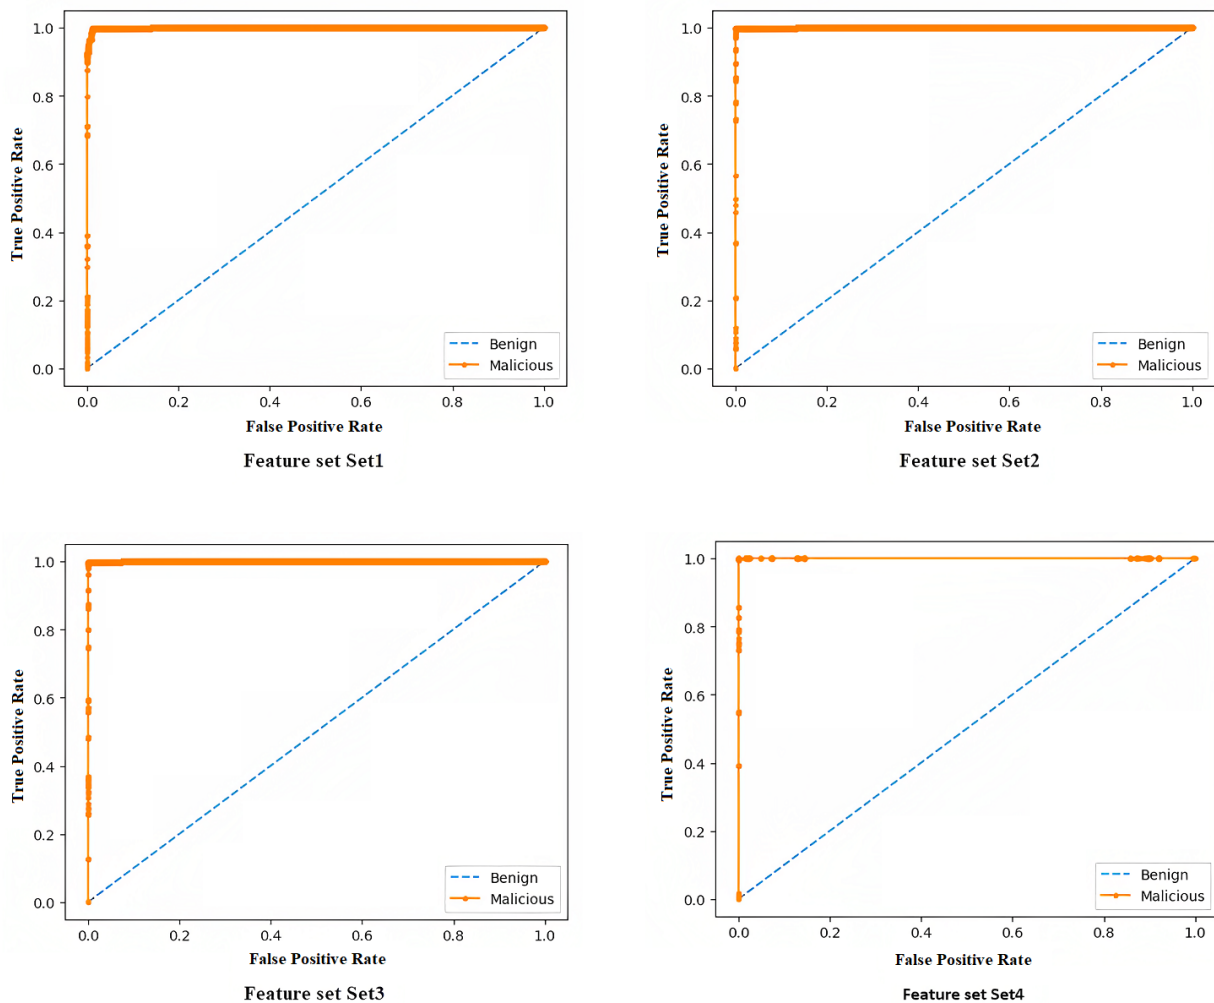 1.0
0.8
0.6
0.4
0.2
0.0
True Positive Rate
Benign
Malicious
0.0 0.2 0.4 0.6 0.8 1.0
False Positive Rate
Feature set Set1
1.0
0.8
0.6
0.4
0.2
0.0
True Positive Rate
Benign
Malicious
0.0 0.2 0.4 0.6 0.8 1.0
False Positive Rate
Feature set Set2
1.0
0.8
0.6
0.4
0.2
0.0
True Positive Rate
Benign
Malicious
0.0 0.2 0.4 0.6 0.8 1.0
False Positive Rate
Feature set Set3
1.0
0.8
0.6
0.4
0.2
0.0
True Positive Rate
Benign
Malicious
0.0 0.2 0.4 0.6 0.8 1.0
False Positive Rate
Feature set Set4